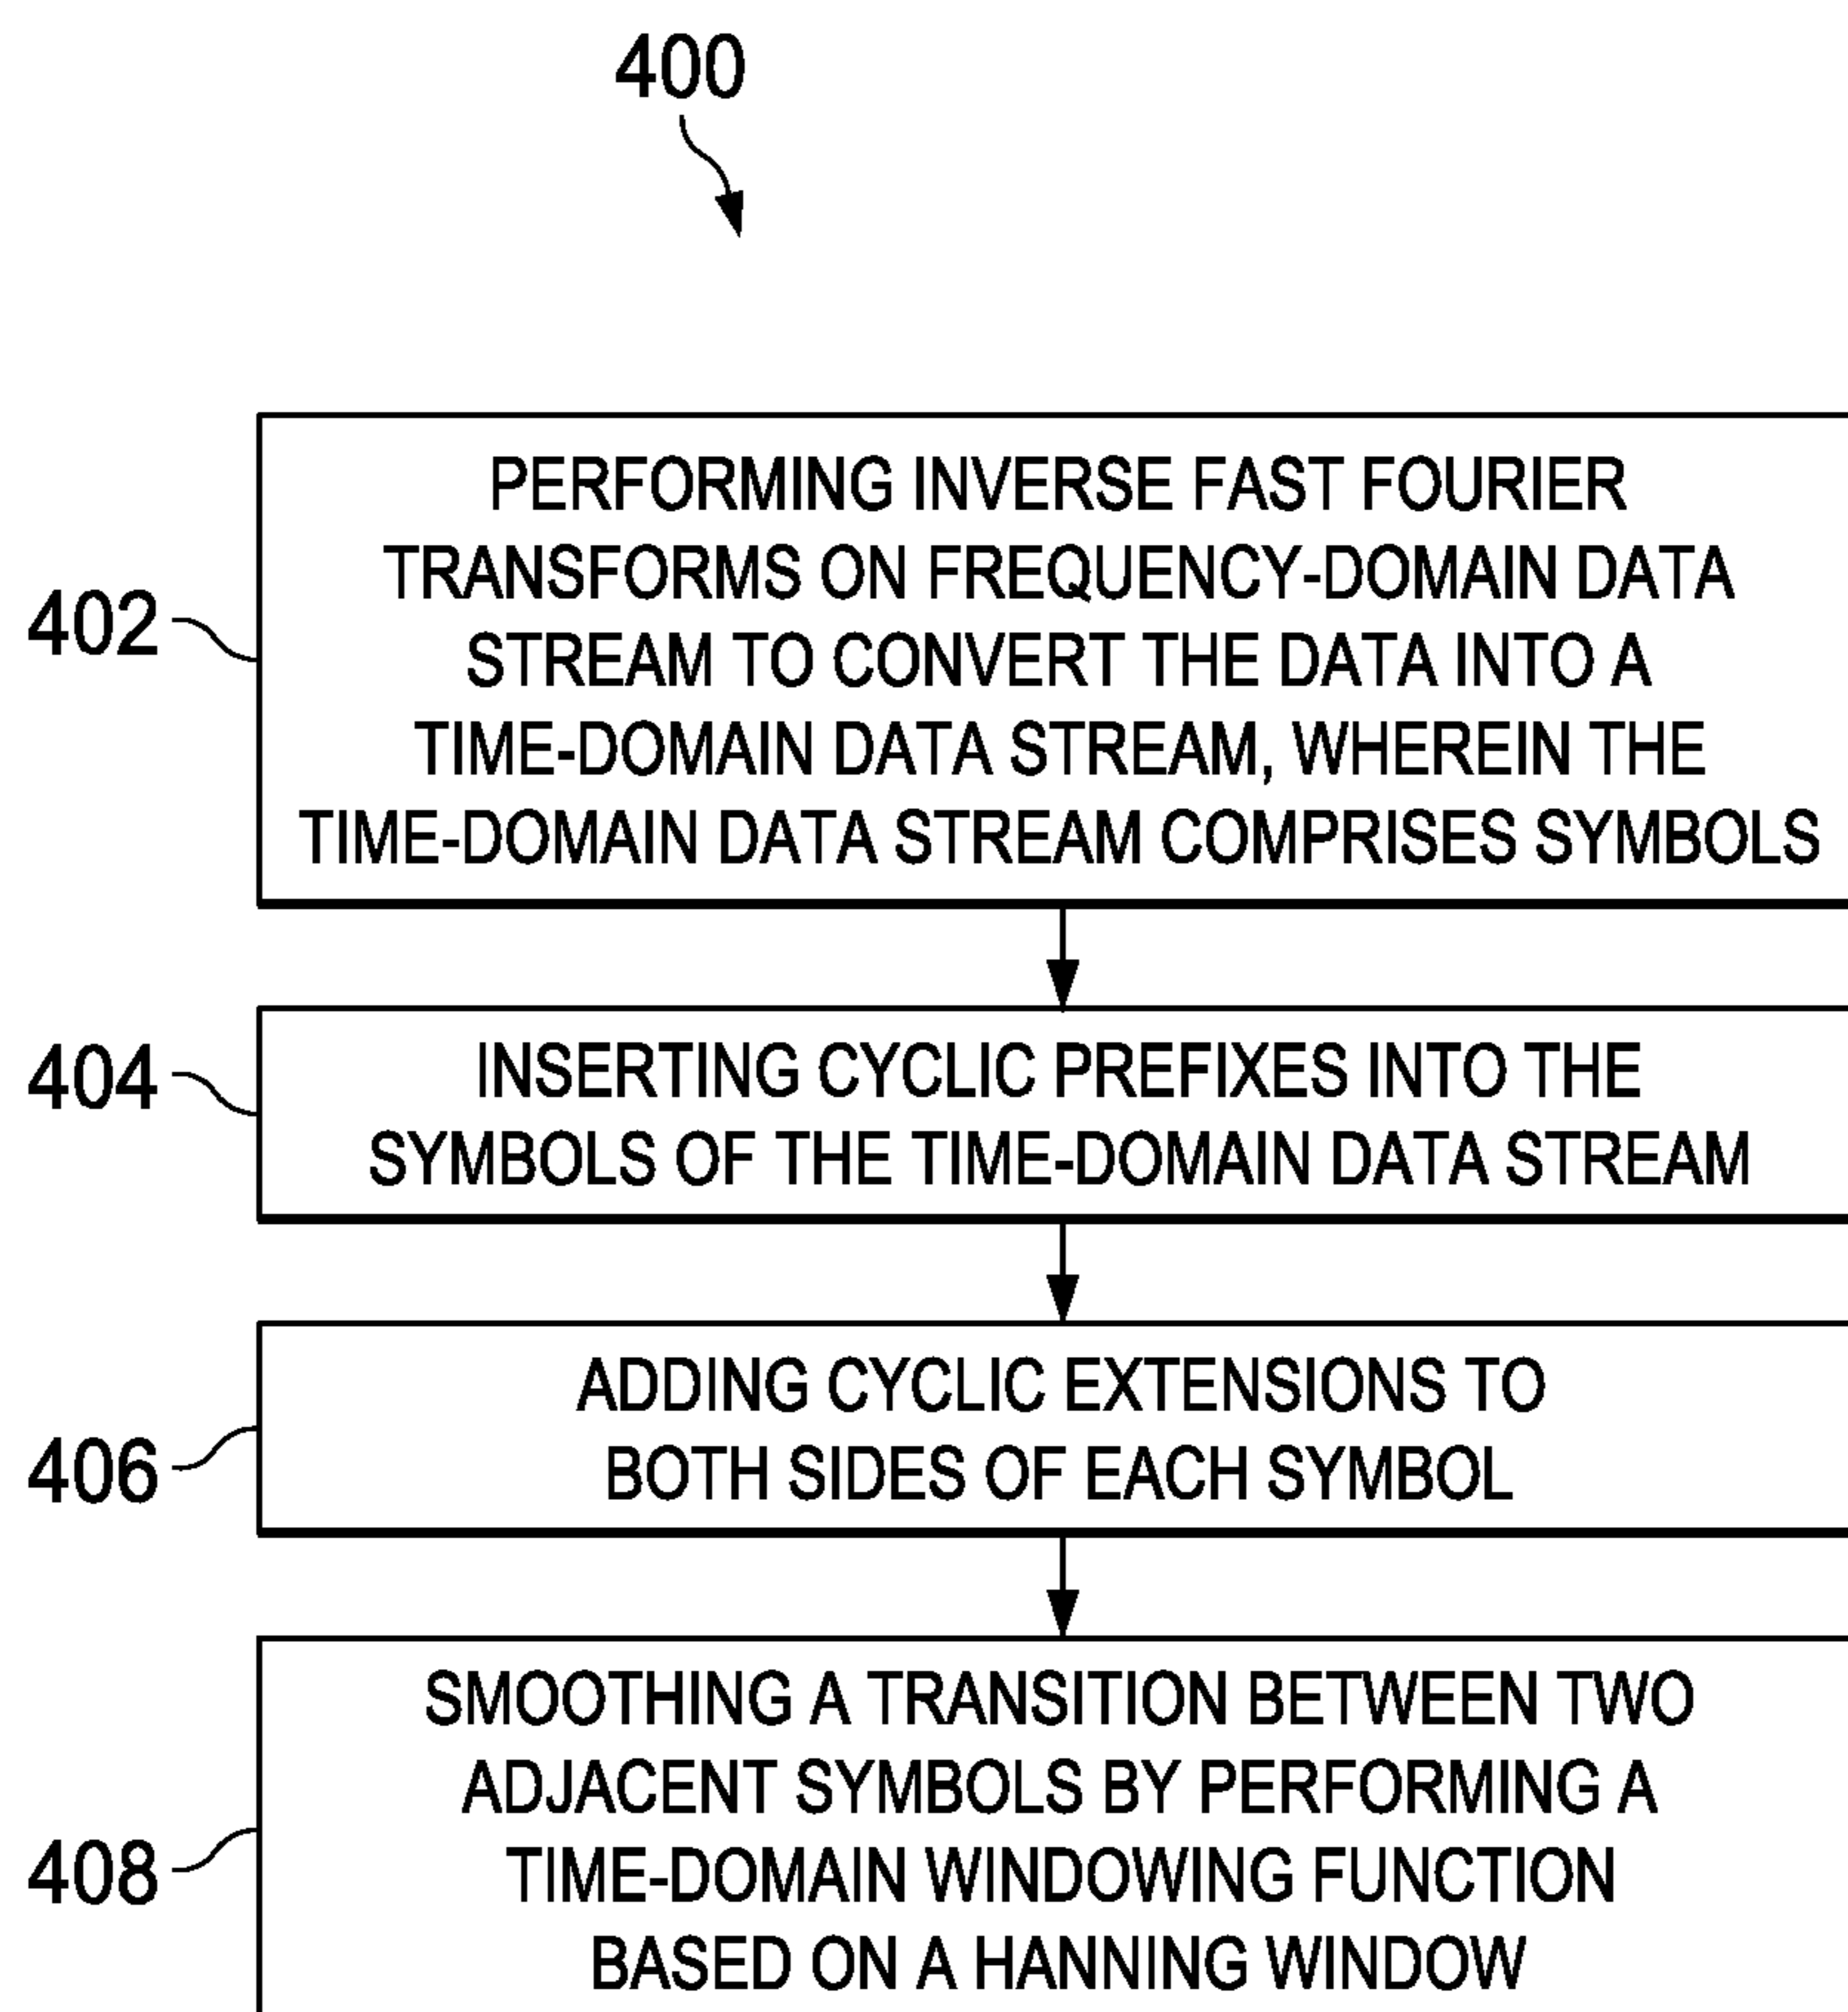 400
402
PERFORMING INVERSE FAST FOURIER
TRANSFORMS ON FREQUENCY-DOMAIN DATA
STREAM TO CONVERT THE DATA INTO A
TIME-DOMAIN DATA STREAM, WHEREIN THE
TIME-DOMAIN DATA STREAM COMPRISES SYMBOLS
404
INSERTING CYCLIC PREFIXES INTO THE
SYMBOLS OF THE TIME-DOMAIN DATA STREAM
406
ADDING CYCLIC EXTENSIONS TO
BOTH SIDES OF EACH SYMBOL
408
SMOOTHING A TRANSITION BETWEEN TWO
ADJACENT SYMBOLS BY PERFORMING A
TIME-DOMAIN WINDOWING FUNCTION
BASED ON A HANNING WINDOW